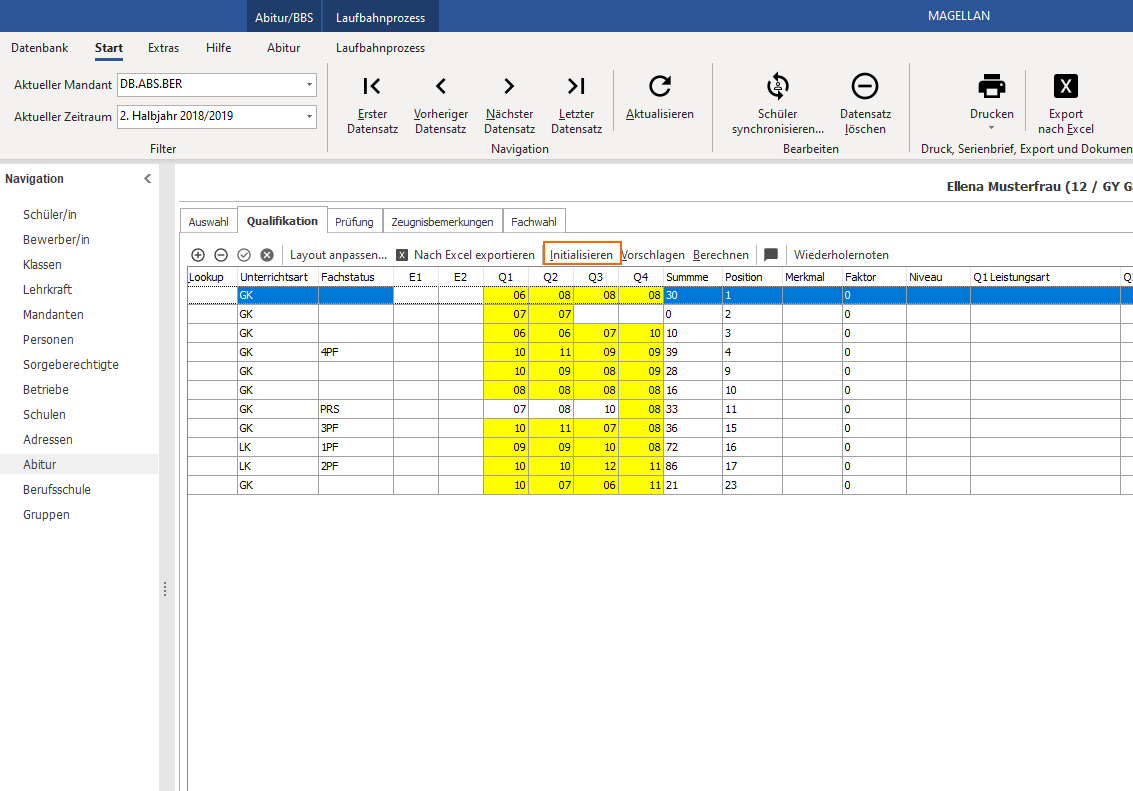 Abitur/BBS Laufbahnprozess MAGELLAN
Datenbank Start Extras Hilfe Abitur Laufbahnprozess
Aktueller Mandant DB.ABS.BER
Aktueller Zeitraum 2. Halbjahr 2018/2019
Filter
Erster Datensatz
Vorheriger Datensatz
Nächster Datensatz
Letzter Datensatz
Aktualisieren
Navigation
Schüler synchronisieren...
Datensatz löschen
Bearbeiten
Drucken
X
Export nach Excel
Druck, Serienbrief, Export und Dokumen
Navigation
Schüler/in
Bewerber/in
Klassen
Lehrkraft
Mandanten
Personen
Sorgeberechtigte
Betriebe
Schulen
Adressen
Abitur
Berufsschule
Gruppen
Ellena Musterfrau (12 / GY G
Auswahl Qualifikation Prüfung Zeugnisbemerkungen Fachwahl
Layout anpassen... X Nach Excel exportieren Initialisieren Vorschlagen Berechnen Wiederholernoten
Lookup Unterrichtsart Fachstatus E1 E2 Q1 Q2 Q3 Q4 Summme Position Merkmal Faktor Niveau Q1 Leistungsart Q
GK 06 08 08 08 30 1 0
GK 07 07 0 2 0
GK 06 06 07 10 10 3 0
GK 4PF 10 11 09 09 39 4 0
GK 10 09 08 09 28 9 0
GK 08 08 08 08 16 10 0
GK PRS 07 08 10 08 33 11 0
GK 3PF 10 11 07 08 36 15 0
LK 1PF 09 09 10 08 72 16 0
LK 2PF 10 10 12 11 86 17 0
GK 10 07 06 11 21 23 0